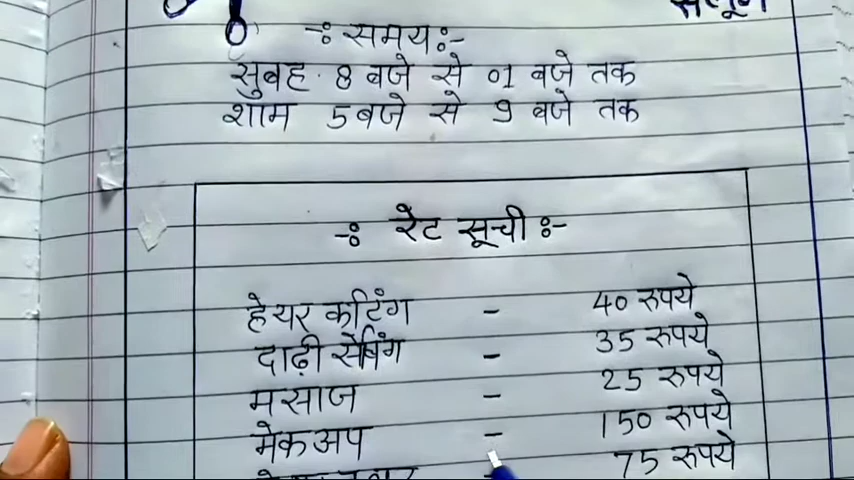 सैलून
-: समय:-
सुबह 8 बजे से 01 बजे तक
शाम 5 बजे से 9 बजे तक
-: रेट सूची :-
हेयर कटिंग - 40 रुपये
दाढ़ी सेविंग - 35 रुपये
मसाज - 25 रुपये
मेकअप - 150 रुपये
- 75 रुपये